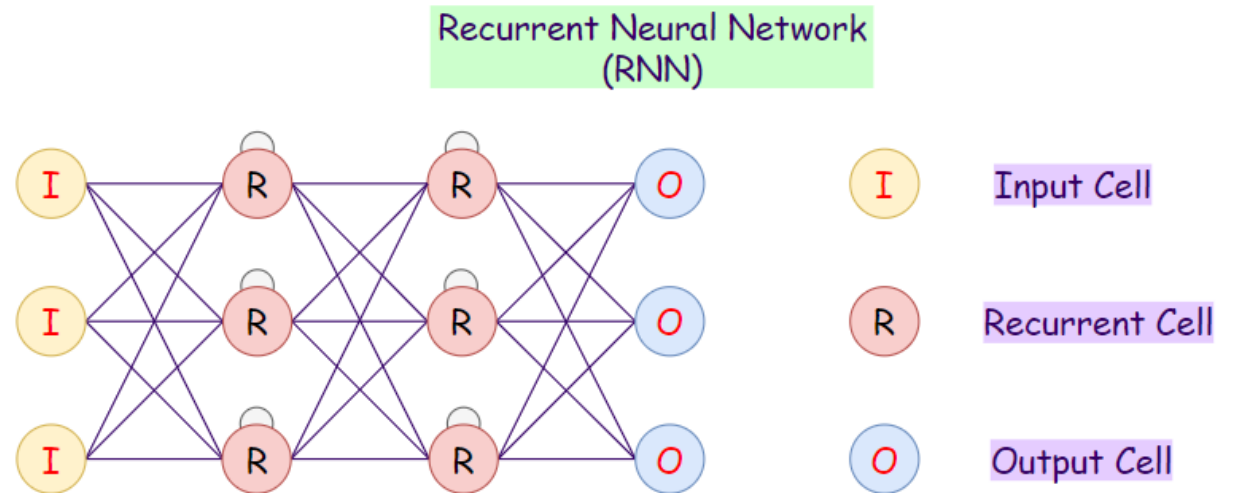 Recurrent Neural Network
(RNN)
I R R O I Input Cell
I R R O R Recurrent Cell
I R R O O Output Cell